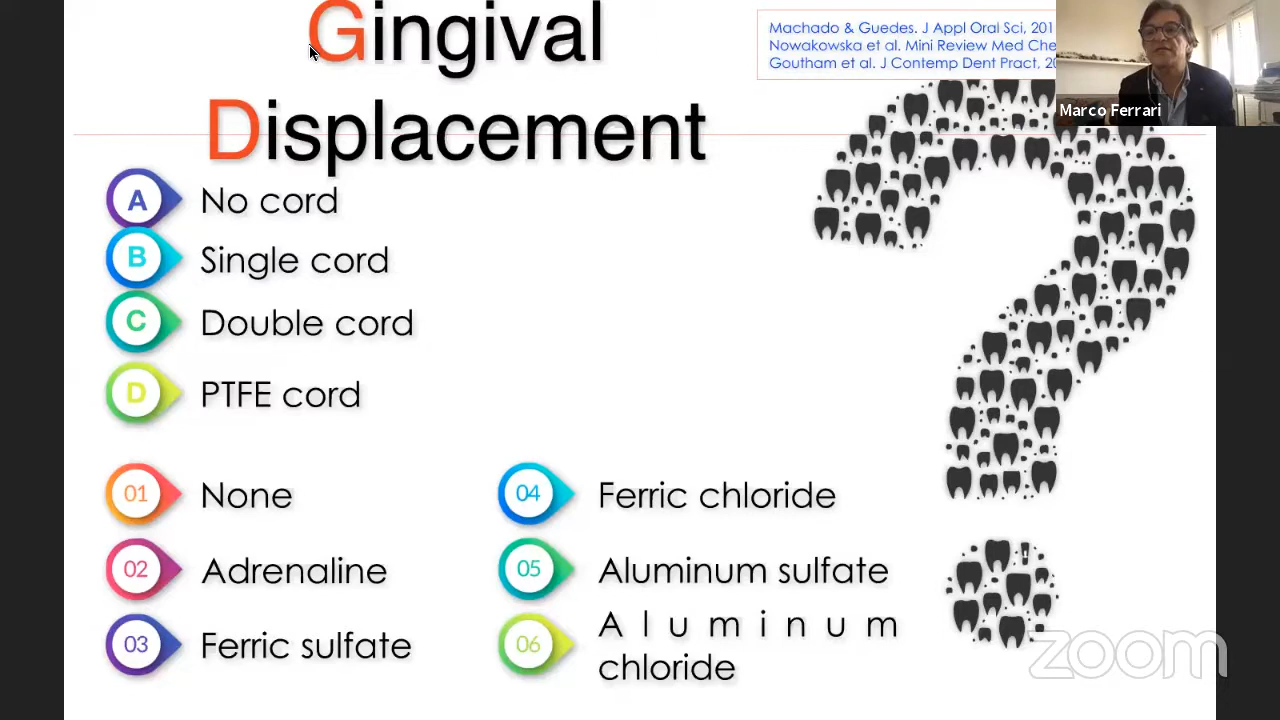 Gingival
Displacement
Machado & Guedes. J Appl Oral Sci, 201
Nowakowska et al. Mini Review Med Che
Goutham et al. J Contemp Dent Pract, 20
Marco Ferrari
A No cord
B Single cord
C Double cord
D PTFE cord
01 None
02 Adrenaline
03 Ferric sulfate
04 Ferric chloride
05 Aluminum sulfate
06 Aluminum
chloride
zoom